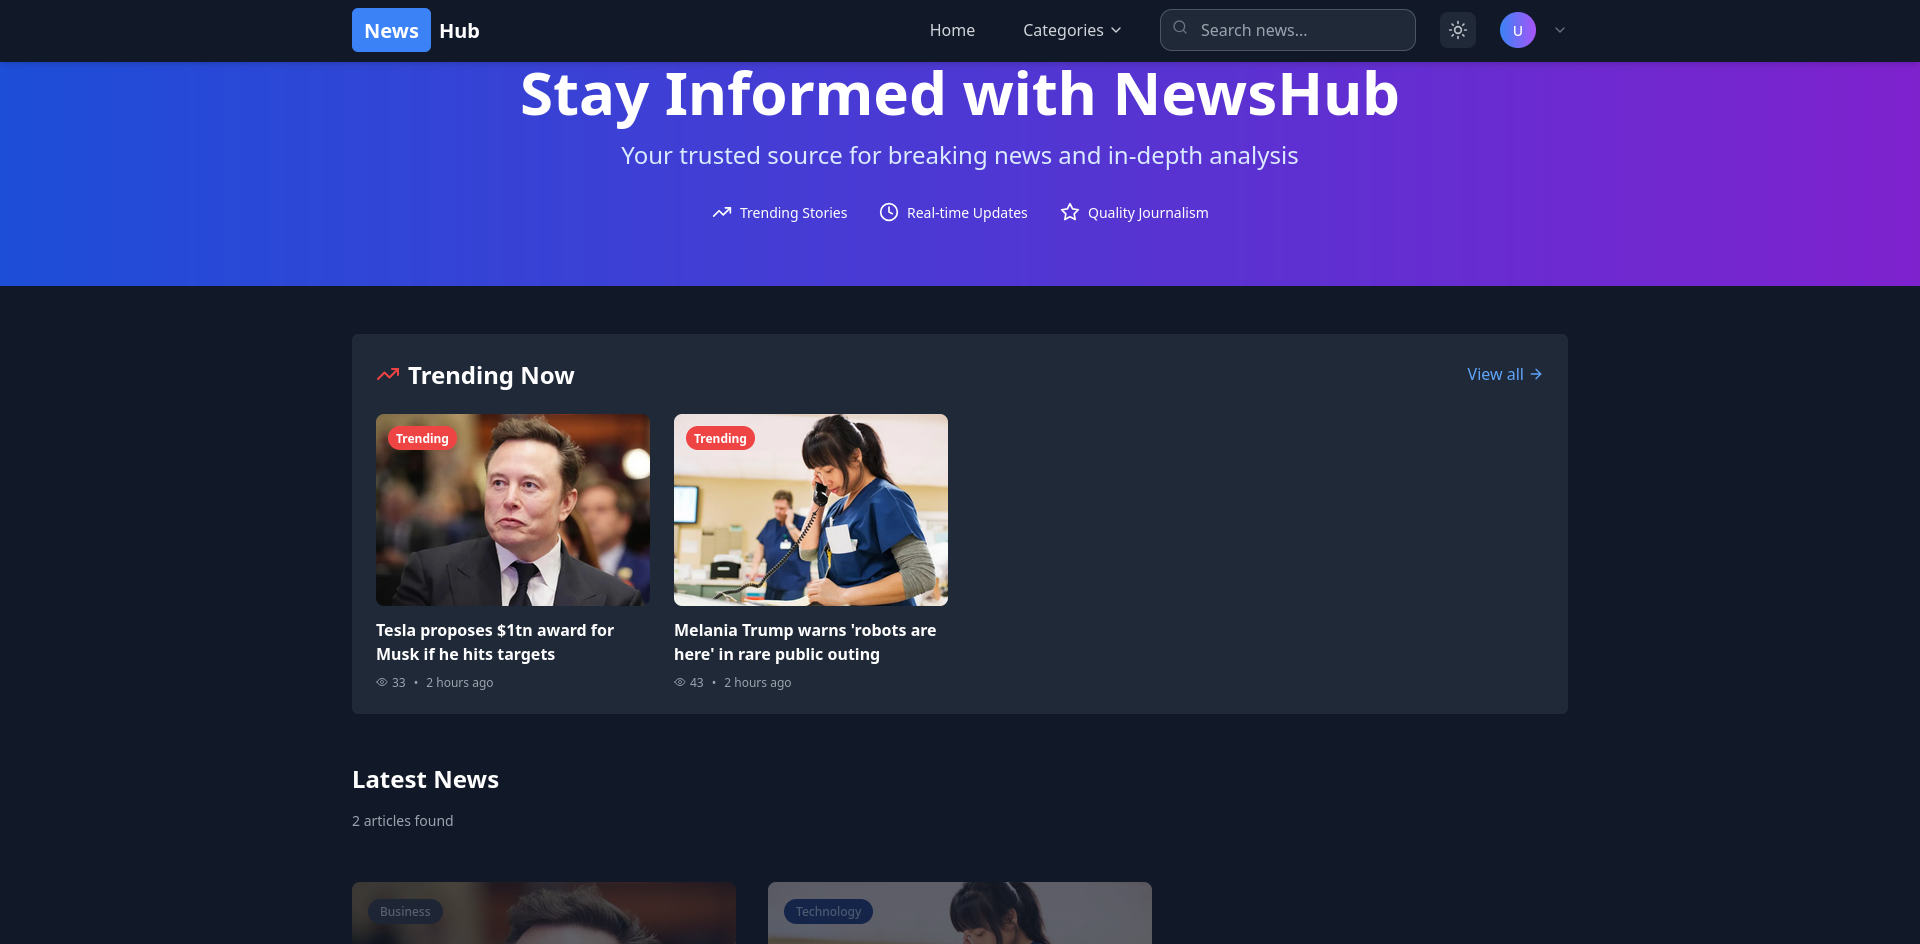 News Hub
Home
Categories
Search news...
U
Stay Informed with NewsHub
Your trusted source for breaking news and in-depth analysis
Trending Stories
Real-time Updates
Quality Journalism
Trending Now
View all
Trending
Tesla proposes $1tn award for
Musk if he hits targets
33 • 2 hours ago
Trending
Melania Trump warns 'robots are
here' in rare public outing
43 • 2 hours ago
Latest News
2 articles found
Business
Technology